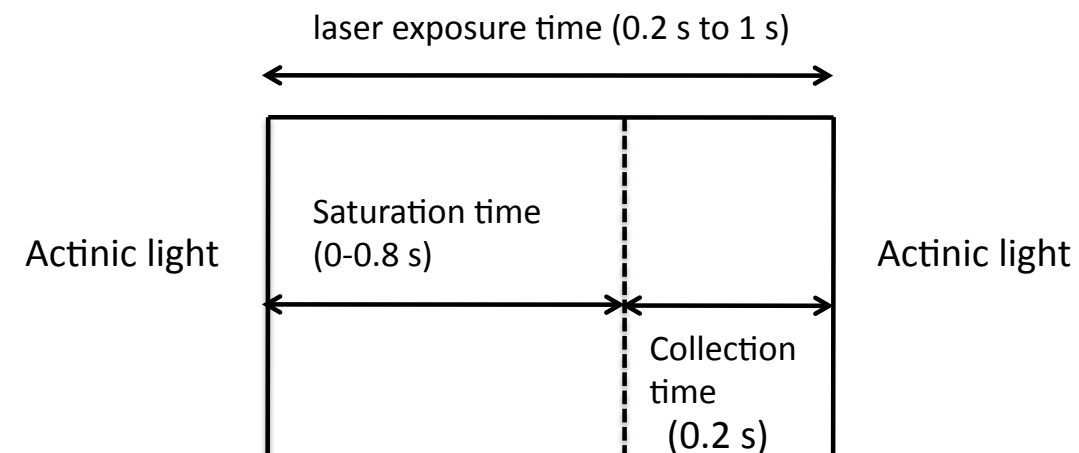 laser exposure time (0.2 s to 1 s)
Saturation time
(0-0.8 s)
Actinic light
Actinic light
Collection
time
(0.2 s)